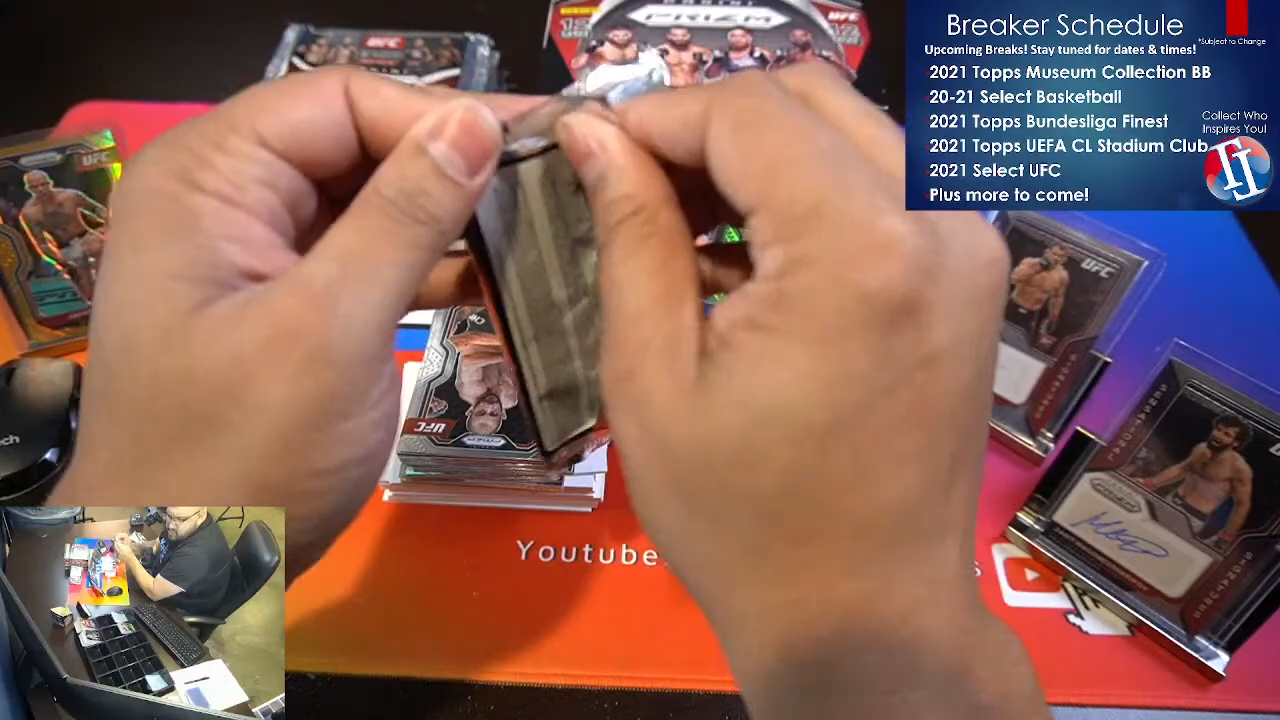 Breaker Schedule
*Subject to Change
Upcoming Breaks! Stay tuned for dates & times!
2021 Topps Museum Collection BB
20-21 Select Basketball
2021 Topps Bundesliga Finest
2021 Topps UEFA CL Stadium Club
2021 Select UFC
Plus more to come!
Collect Who
Inspires You!
PRIZM
UFC
UFC
UFC
UFC
UFC
PRIZM
Youtube.